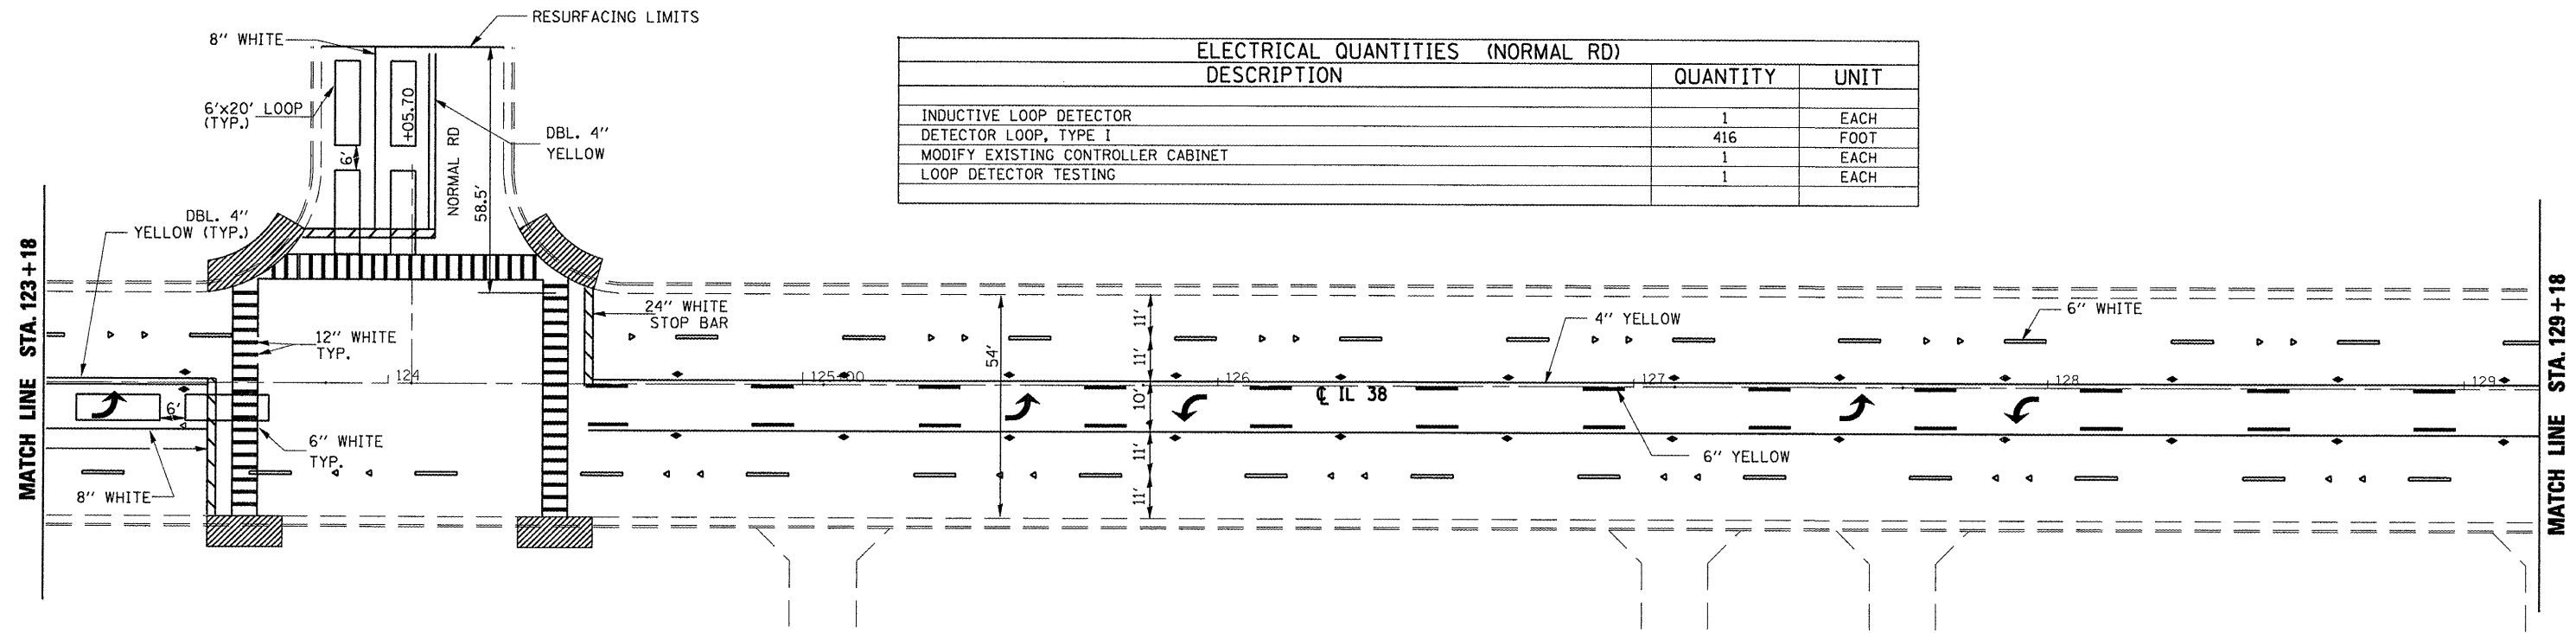 RESURFACING LIMITS
8" WHITE
6'x20' LOOP
(TYP.)
+05.70
6'
NORMAL RD
58.5'
DBL. 4"
YELLOW
ELECTRICAL QUANTITIES (NORMAL RD)
DESCRIPTION QUANTITY UNIT
INDUCTIVE LOOP DETECTOR 1 EACH
DETECTOR LOOP, TYPE I 416 FOOT
MODIFY EXISTING CONTROLLER CABINET 1 EACH
LOOP DETECTOR TESTING 1 EACH
DBL. 4"
YELLOW (TYP.)
MATCH LINE STA. 123+18
24" WHITE
STOP BAR
12" WHITE
TYP.
124
6'
6" WHITE
TYP.
8" WHITE
54'
11'
11'
10'
11'
11'
125+00
126
℄ IL 38
4" YELLOW
127
6" YELLOW
6" WHITE
128
129
MATCH LINE STA. 129+18